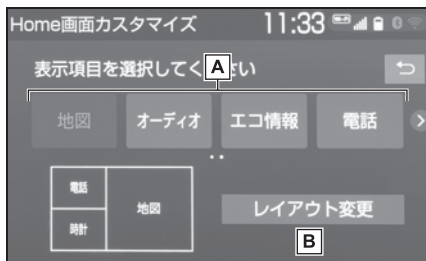 Home画面カスタマイズ 11:33
表示項目を選択してください
A
地図 オーディオ エコ情報 電話
電話 地図
時計
レイアウト変更
B